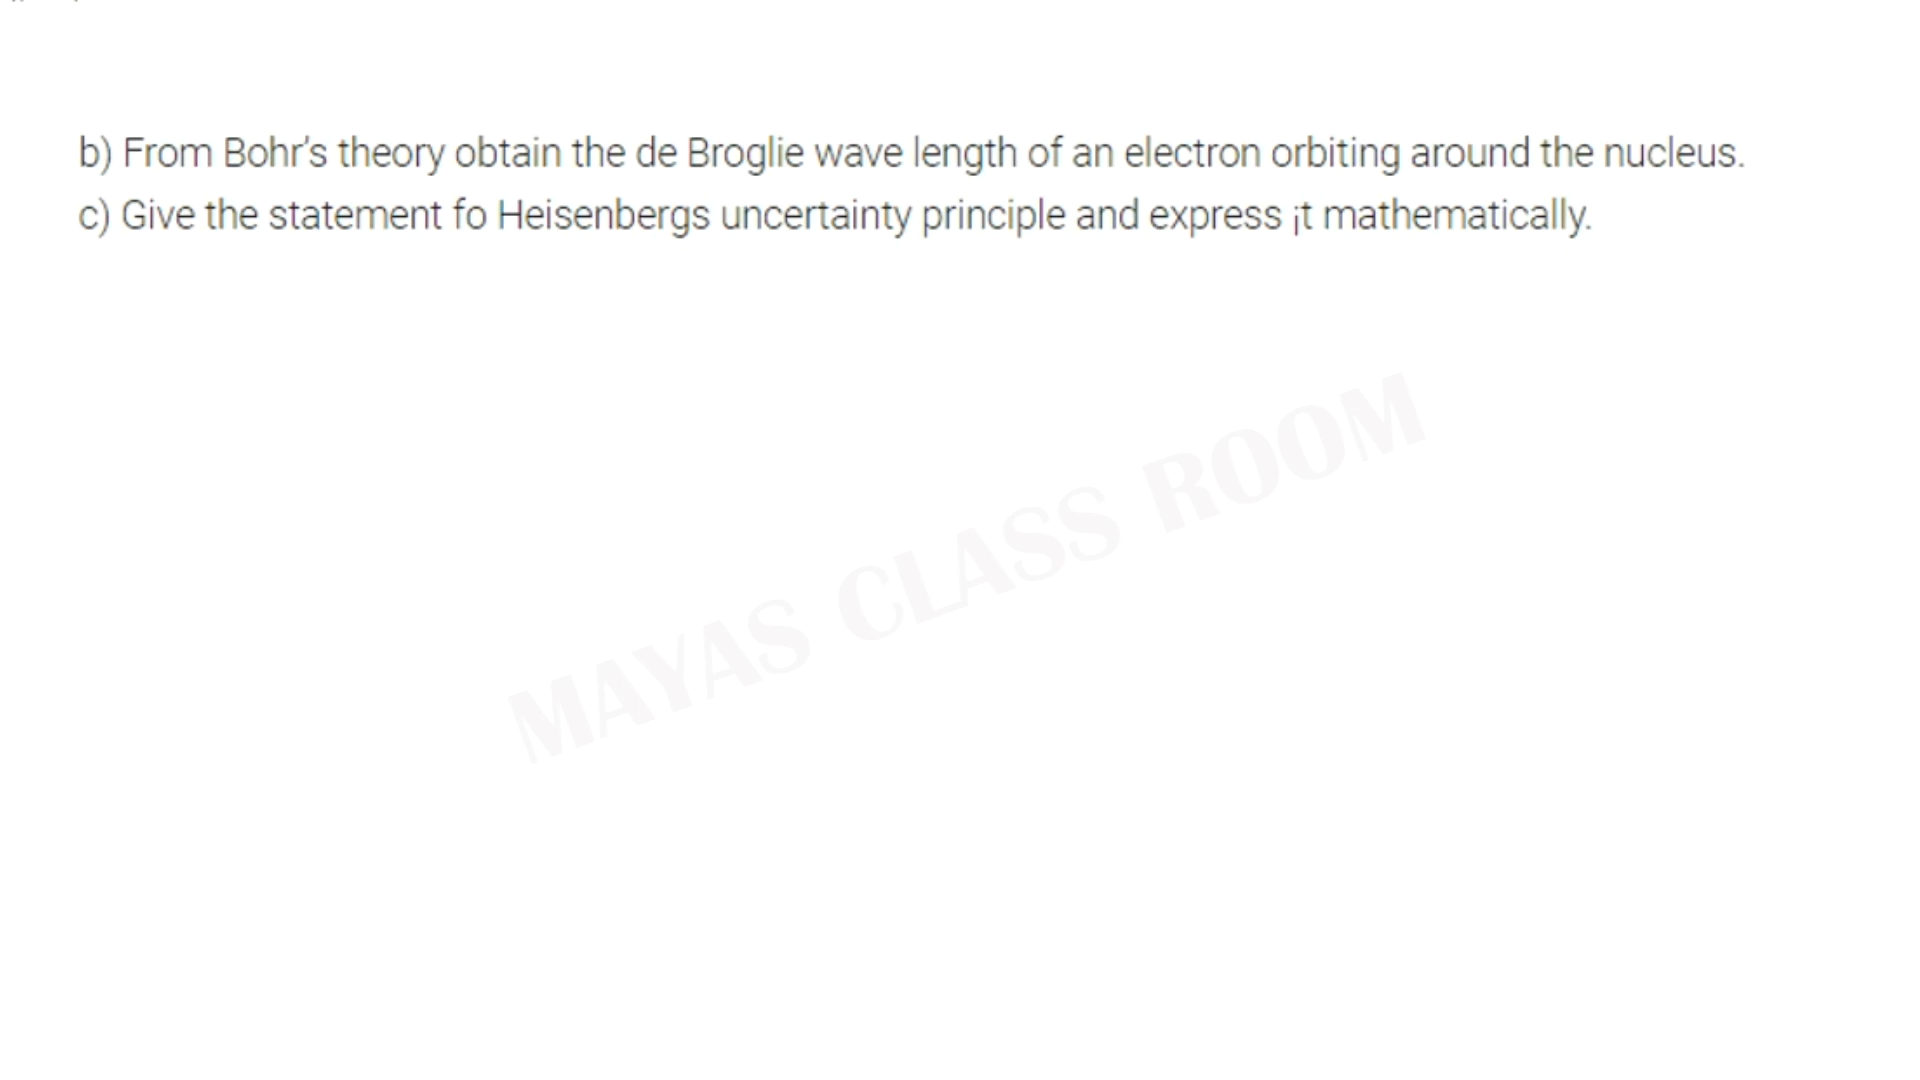 b) From Bohr's theory obtain the de Broglie wave length of an electron orbiting around the nucleus.
c) Give the statement fo Heisenbergs uncertainty principle and express ¡t mathematically.
MAYAS CLASS ROOM